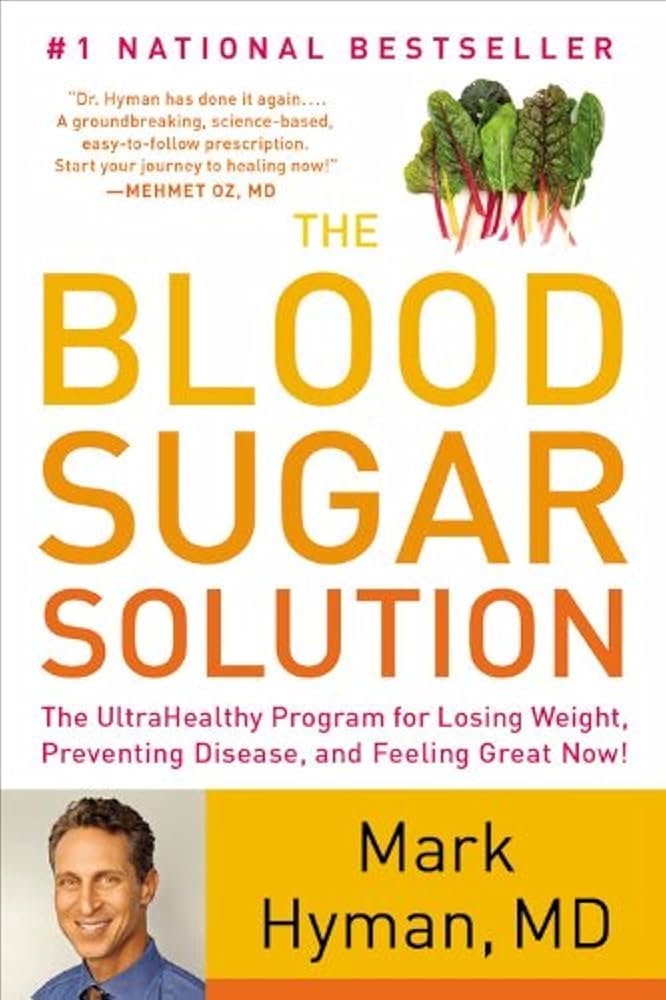 #1 NATIONAL BESTSELLER
"Dr. Hyman has done it again....
A groundbreaking, science-based,
easy-to-follow prescription.
Start your journey to healing now!"
—MEHMET OZ, MD
THE
BLOOD
SUGAR
SOLUTION
The UltraHealthy Program for Losing Weight,
Preventing Disease, and Feeling Great Now!
Mark
Hyman, MD